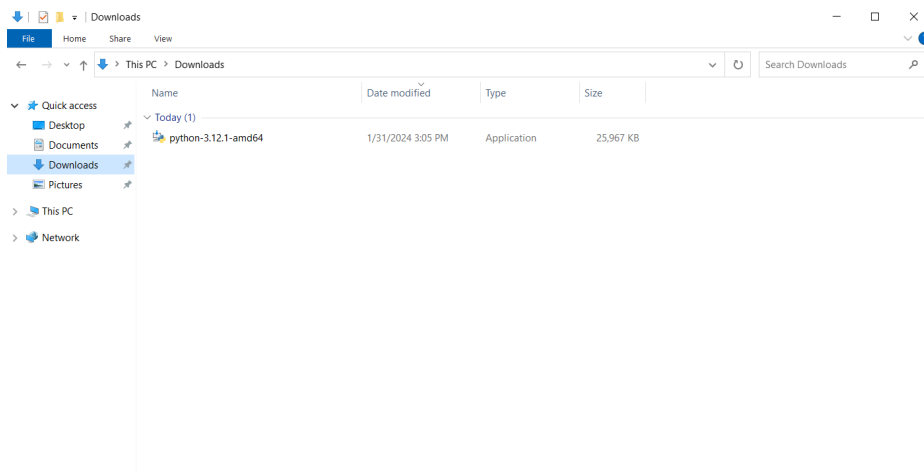 Downloads
File Home Share View
This PC Downloads Search Downloads
Name Date modified Type Size
Quick access
Today (1)
Desktop
python-3.12.1-amd64 1/31/2024 3:05 PM Application 25,967 KB
Documents
Downloads
Pictures
This PC
Network